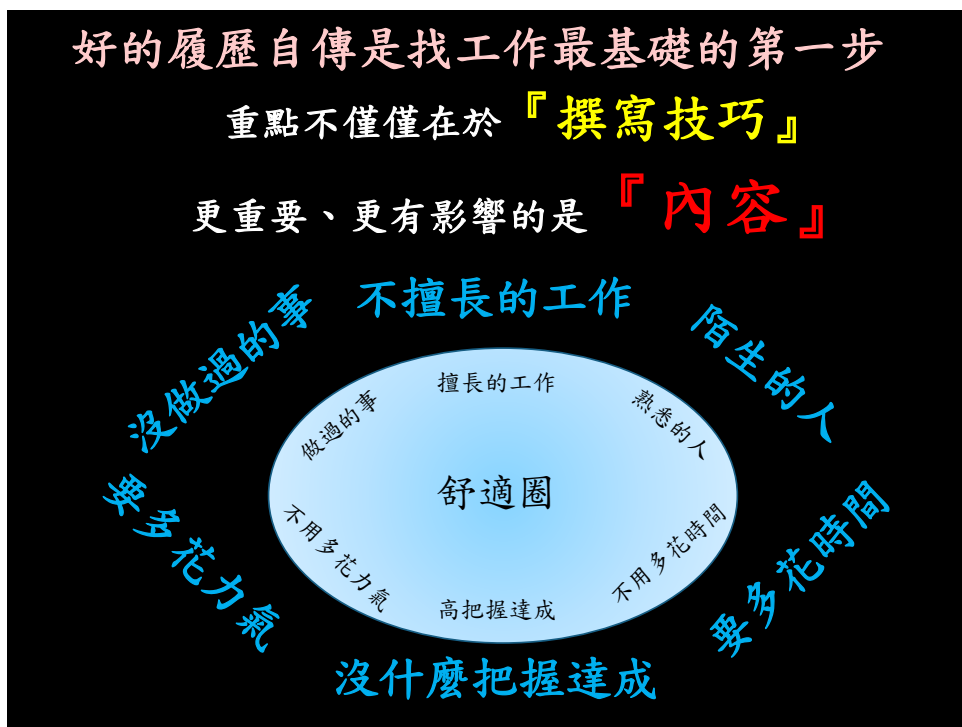 好的履歷自傳是找工作最基礎的第一步
重點不僅僅在於『撰寫技巧』
更重要、更有影響的是『內容』
不擅長的工作
沒做過的事
陌生的人
擅長的工作
做過的事
熟悉的人
舒適圈
要多花力氣
不用多花力氣
不用多花時間
要多花時間
高把握達成
沒什麼把握達成